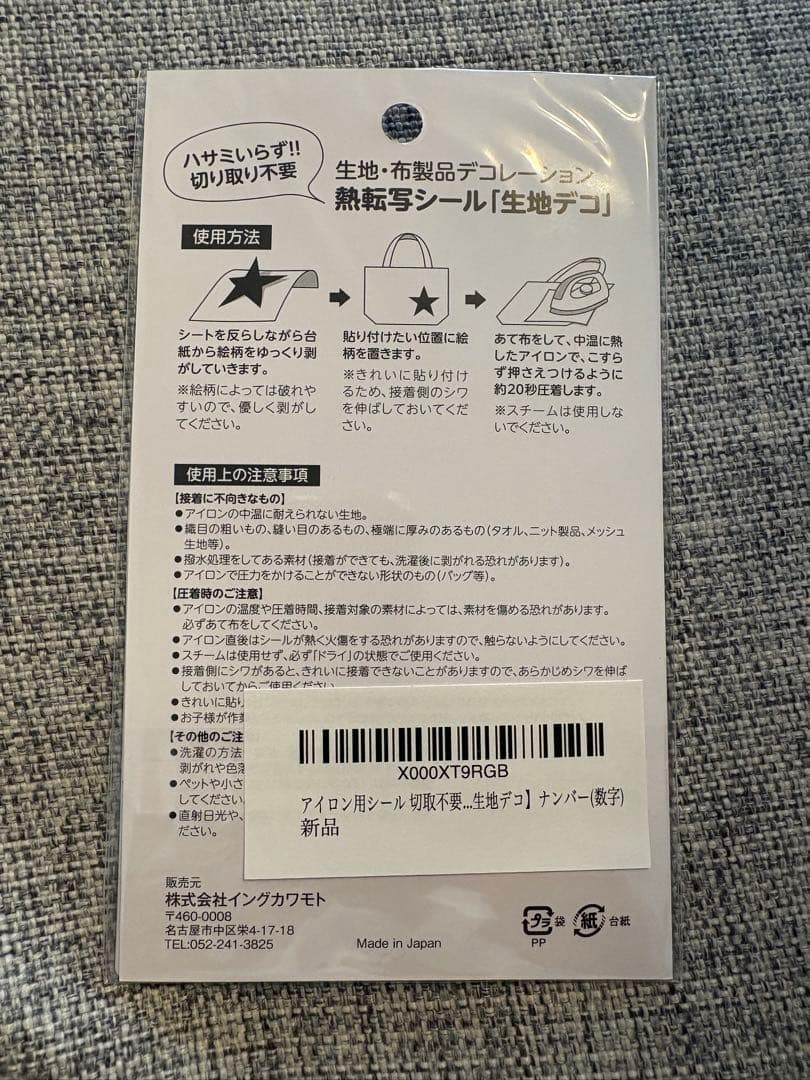 ハサミいらず!!
切り取り不要
生地・布製品デコレーション
熱転写シール「生地デコ」
使用方法
シートを反らしながら台
紙から絵柄をゆっくり剥
がしていきます。
※絵柄によっては破れや
すいので、優しく剥がし
てください。
貼り付けたい位置に絵
柄を置きます。
※きれいに貼り付け
るため、接着側のシワ
を伸ばしておいてくだ
さい。
あて布をして、中温に熱
したアイロンで、こすら
ず押さえつけるように
約20秒圧着します。
※スチームは使用しな
いでください。
使用上の注意事項
【接着に不向きなもの】
●アイロンの中温に耐えられない生地。
●織目の粗いもの、縫い目のあるもの、極端に厚みのあるもの(タオル、ニット製品、メッシュ
生地等)。
●撥水処理をしてある素材(接着ができても、洗濯後に剥がれる恐れがあります)。
●アイロンで圧力をかけることができない形状のもの(バッグ等)。
【圧着時のご注意】
●アイロンの温度や圧着時間、接着対象の素材によっては、素材を傷める恐れがあります。
必ずあて布をしてください。
●アイロン直後はシールが熱く火傷をする恐れがありますので、触らないようにしてください。
●スチームは使用せず、必ず「ドライ」の状態でご使用ください。
●接着側にシワがあると、きれいに接着できないことがありますので、あらかじめシワを伸ば
しておいてからご使用ください。
●きれいに貼り
●お子様が作
【その他のご注
●洗濯の方法
剥がれや色落
●ペットや小さ
してください。
●直射日光や、
ださい。
X000XT9RGB
アイロン用シール 切取不要...生地デコ】ナンバー(数字)
新品
販売元
株式会社イングカワモト
〒460-0008
名古屋市中区栄4-17-18
TEL:052-241-3825
Made in Japan
プラ 袋
PP
紙 台紙